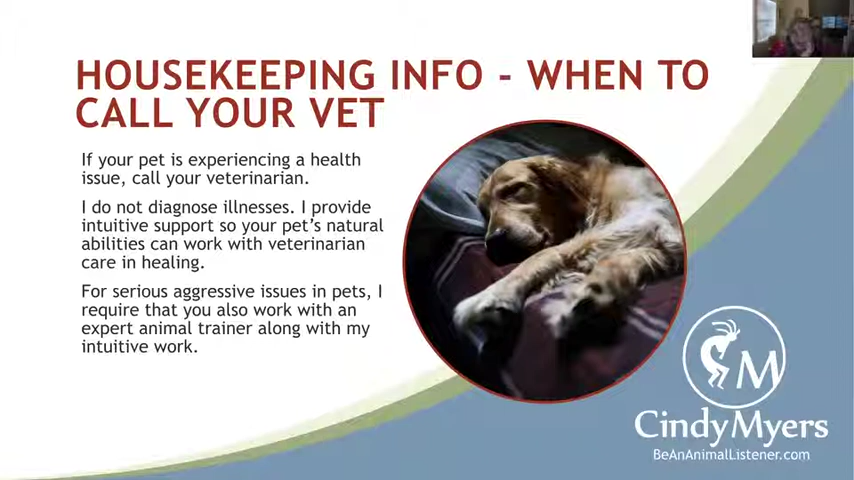 HOUSEKEEPING INFO - WHEN TO
CALL YOUR VET
If your pet is experiencing a health
issue, call your veterinarian.
I do not diagnose illnesses. I provide
intuitive support so your pet's natural
abilities can work with veterinarian
care in healing.
For serious aggressive issues in pets, I
require that you also work with an
expert animal trainer along with my
intuitive work.
M
CindyMyers
BeAnAnimalListener.com